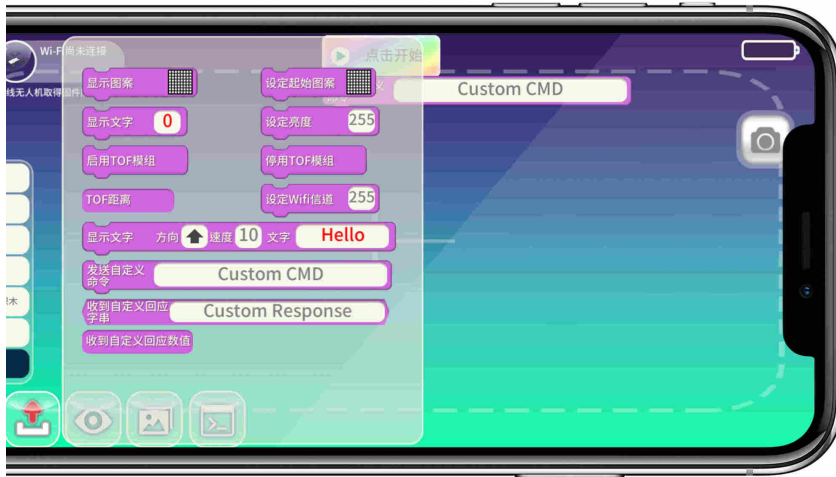 Wi-Fi尚未连接
点击开始
线无人机取得固件
显示图案
设定起始图案
Custom CMD
显示文字 0
设定亮度 255
启用TOF模组
停用TOF模组
TOF距离
设定Wifi信道 255
显示文字 方向 速度 10 文字 Hello
发送自定义
命令
Custom CMD
收到自定义回应
字串
Custom Response
收到自定义回应数值